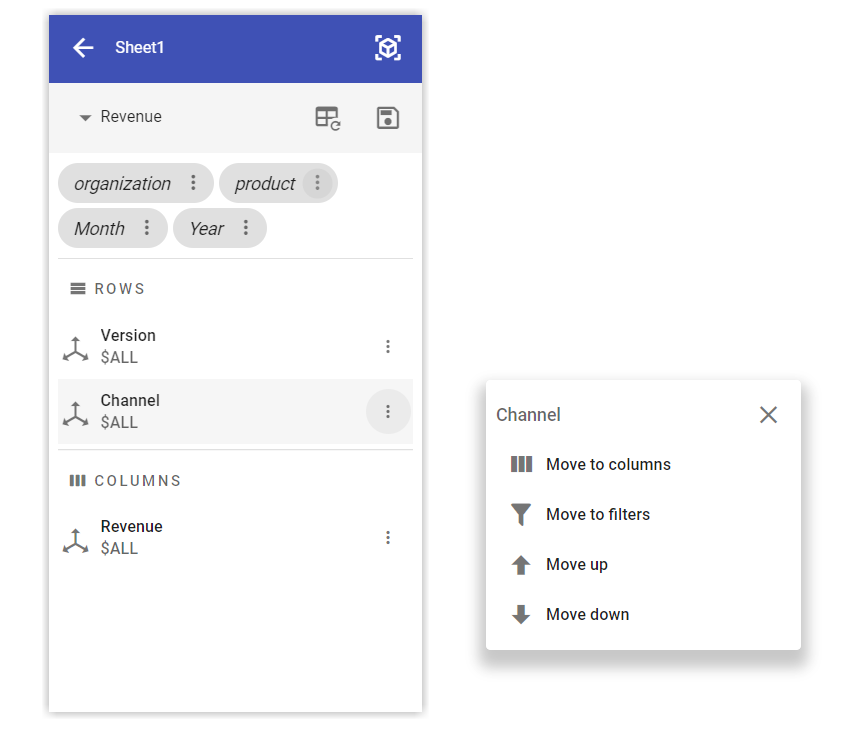 Sheet1
Revenue
organization product
Month Year
ROWS
Version
$ALL
Channel
$ALL
COLUMNS
Revenue
$ALL
Channel
Move to columns
Move to filters
Move up
Move down